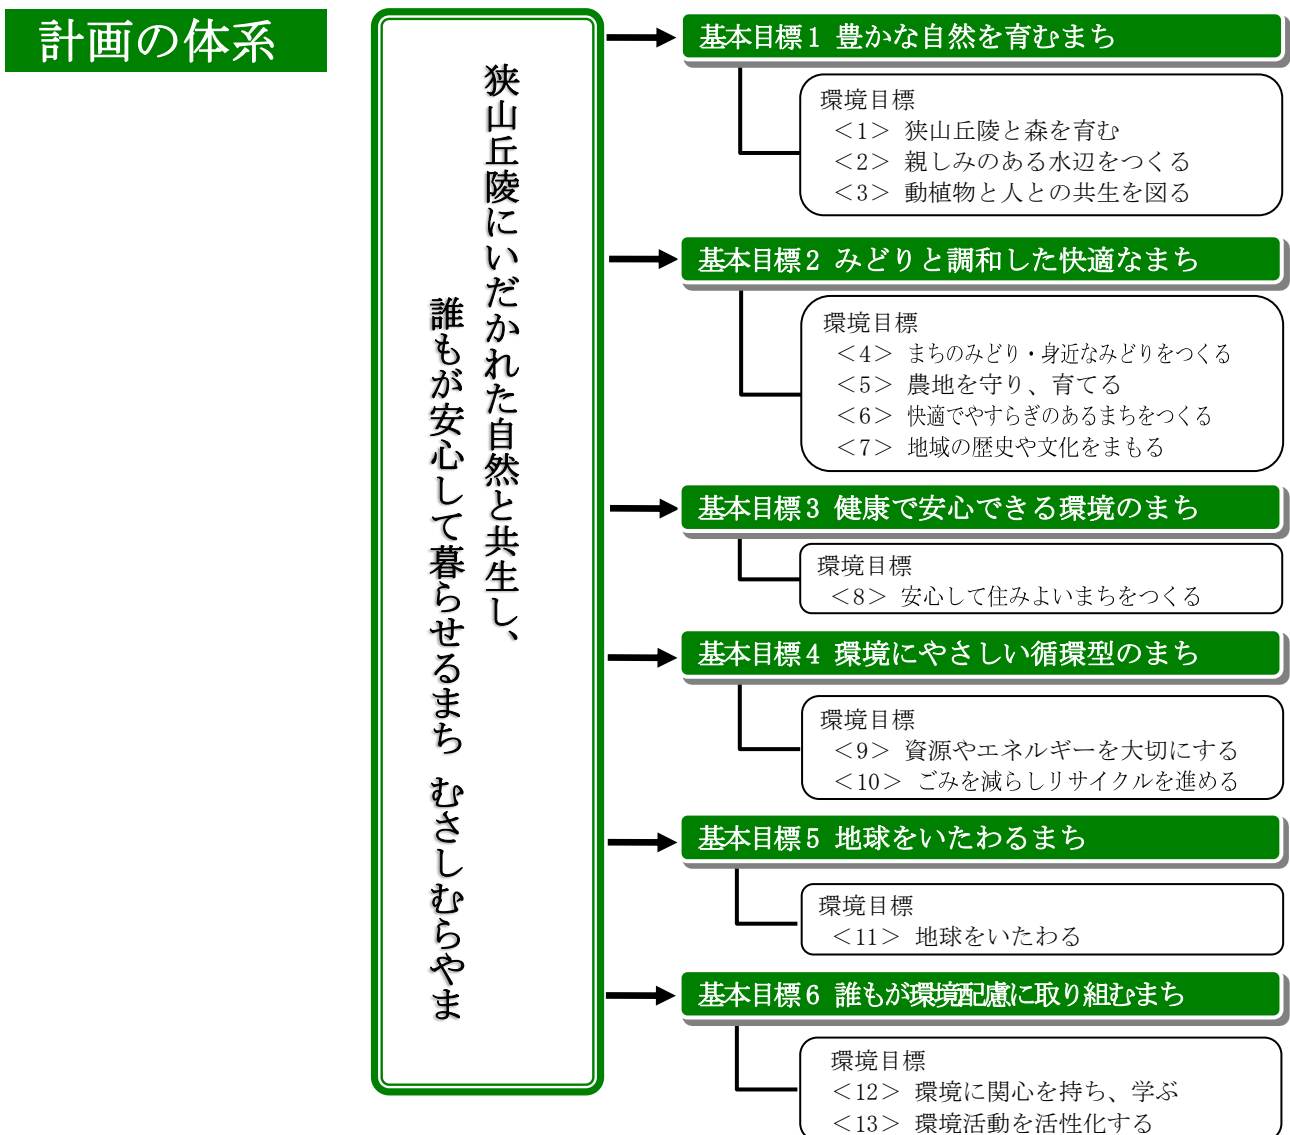 計画の体系
狭山丘陵にいだかれた自然と共生し、
誰もが安心して暮らせるまち むさしむらやま
基本目標1 豊かな自然を育むまち
環境目標
＜1＞ 狭山丘陵と森を育む
＜2＞ 親しみのある水辺をつくる
＜3＞ 動植物と人との共生を図る
基本目標2 みどりと調和した快適なまち
環境目標
＜4＞ まちのみどり・身近なみどりをつくる
＜5＞ 農地を守り、育てる
＜6＞ 快適でやすらぎのあるまちをつくる
＜7＞ 地域の歴史や文化をまもる
基本目標3 健康で安心できる環境のまち
環境目標
＜8＞ 安心して住みよいまちをつくる
基本目標4 環境にやさしい循環型のまち
環境目標
＜9＞ 資源やエネルギーを大切にする
＜10＞ ごみを減らしリサイクルを進める
基本目標5 地球をいたわるまち
環境目標
＜11＞ 地球をいたわる
基本目標6 誰もが環境配慮に取り組むまち
環境目標
＜12＞ 環境に関心を持ち、学ぶ
＜13＞ 環境活動を活性化する